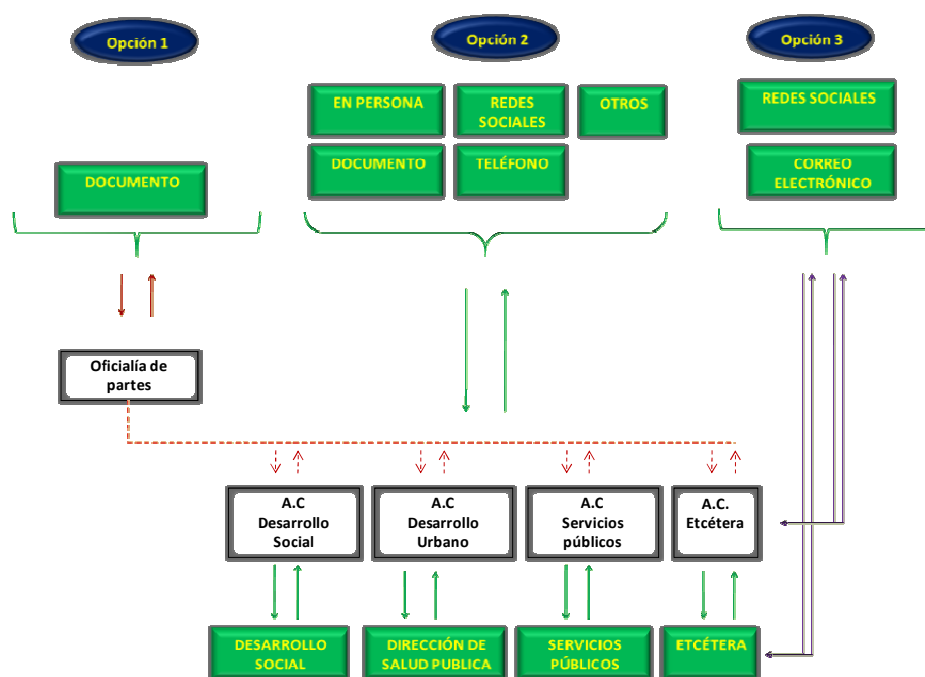 Opción 1
Opción 2
Opción 3
EN PERSONA
REDES
SOCIALES
OTROS
REDES SOCIALES
DOCUMENTO
TELÉFONO
CORREO
ELECTRÓNICO
DOCUMENTO
Oficialía de
partes
A.C
Desarrollo
Social
A.C
Desarrollo
Urbano
A.C
Servicios
públicos
A.C.
Etcétera
DESARROLLO
SOCIAL
DIRECCIÓN DE
SALUD PUBLICA
SERVICIOS
PÚBLICOS
ETCÉTERA